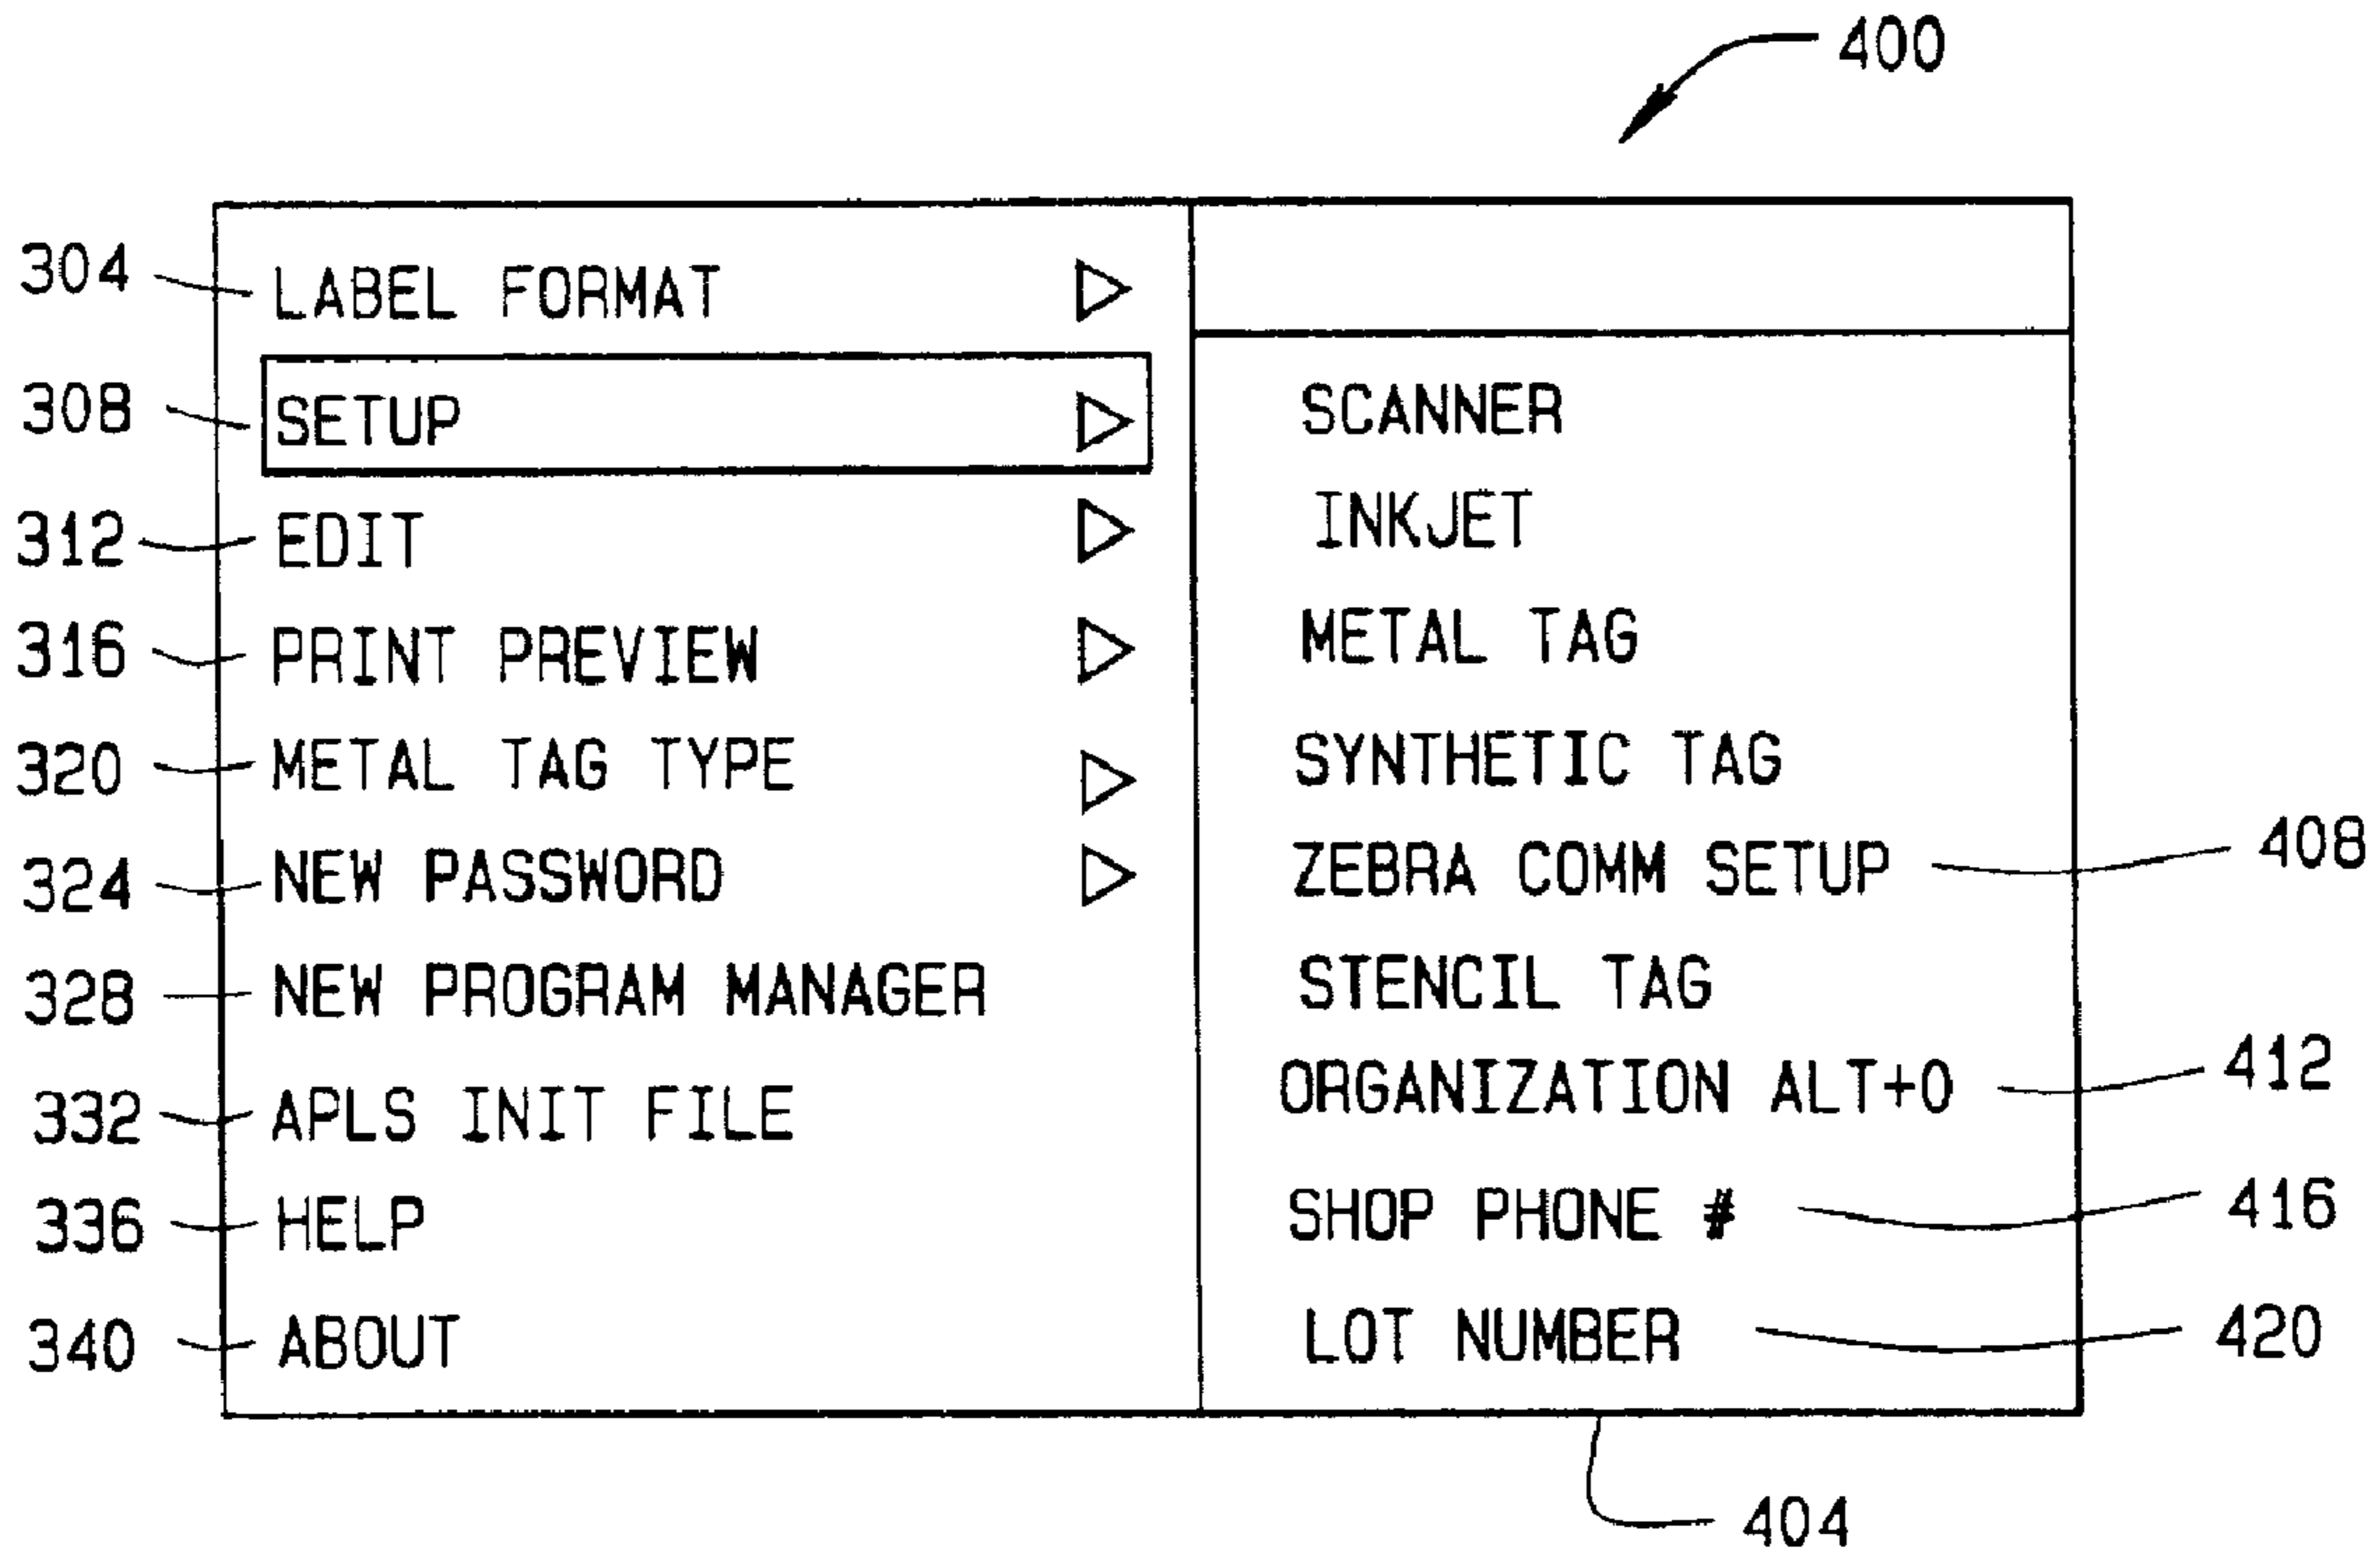 400
304 LABEL FORMAT
308 SETUP
312 EDIT
316 PRINT PREVIEW
320 METAL TAG TYPE
324 NEW PASSWORD
328 NEW PROGRAM MANAGER
332 APLS INIT FILE
336 HELP
340 ABOUT
SCANNER
INKJET
METAL TAG
SYNTHETIC TAG
ZEBRA COMM SETUP 408
STENCIL TAG
ORGANIZATION ALT+O 412
SHOP PHONE # 416
LOT NUMBER 420
404